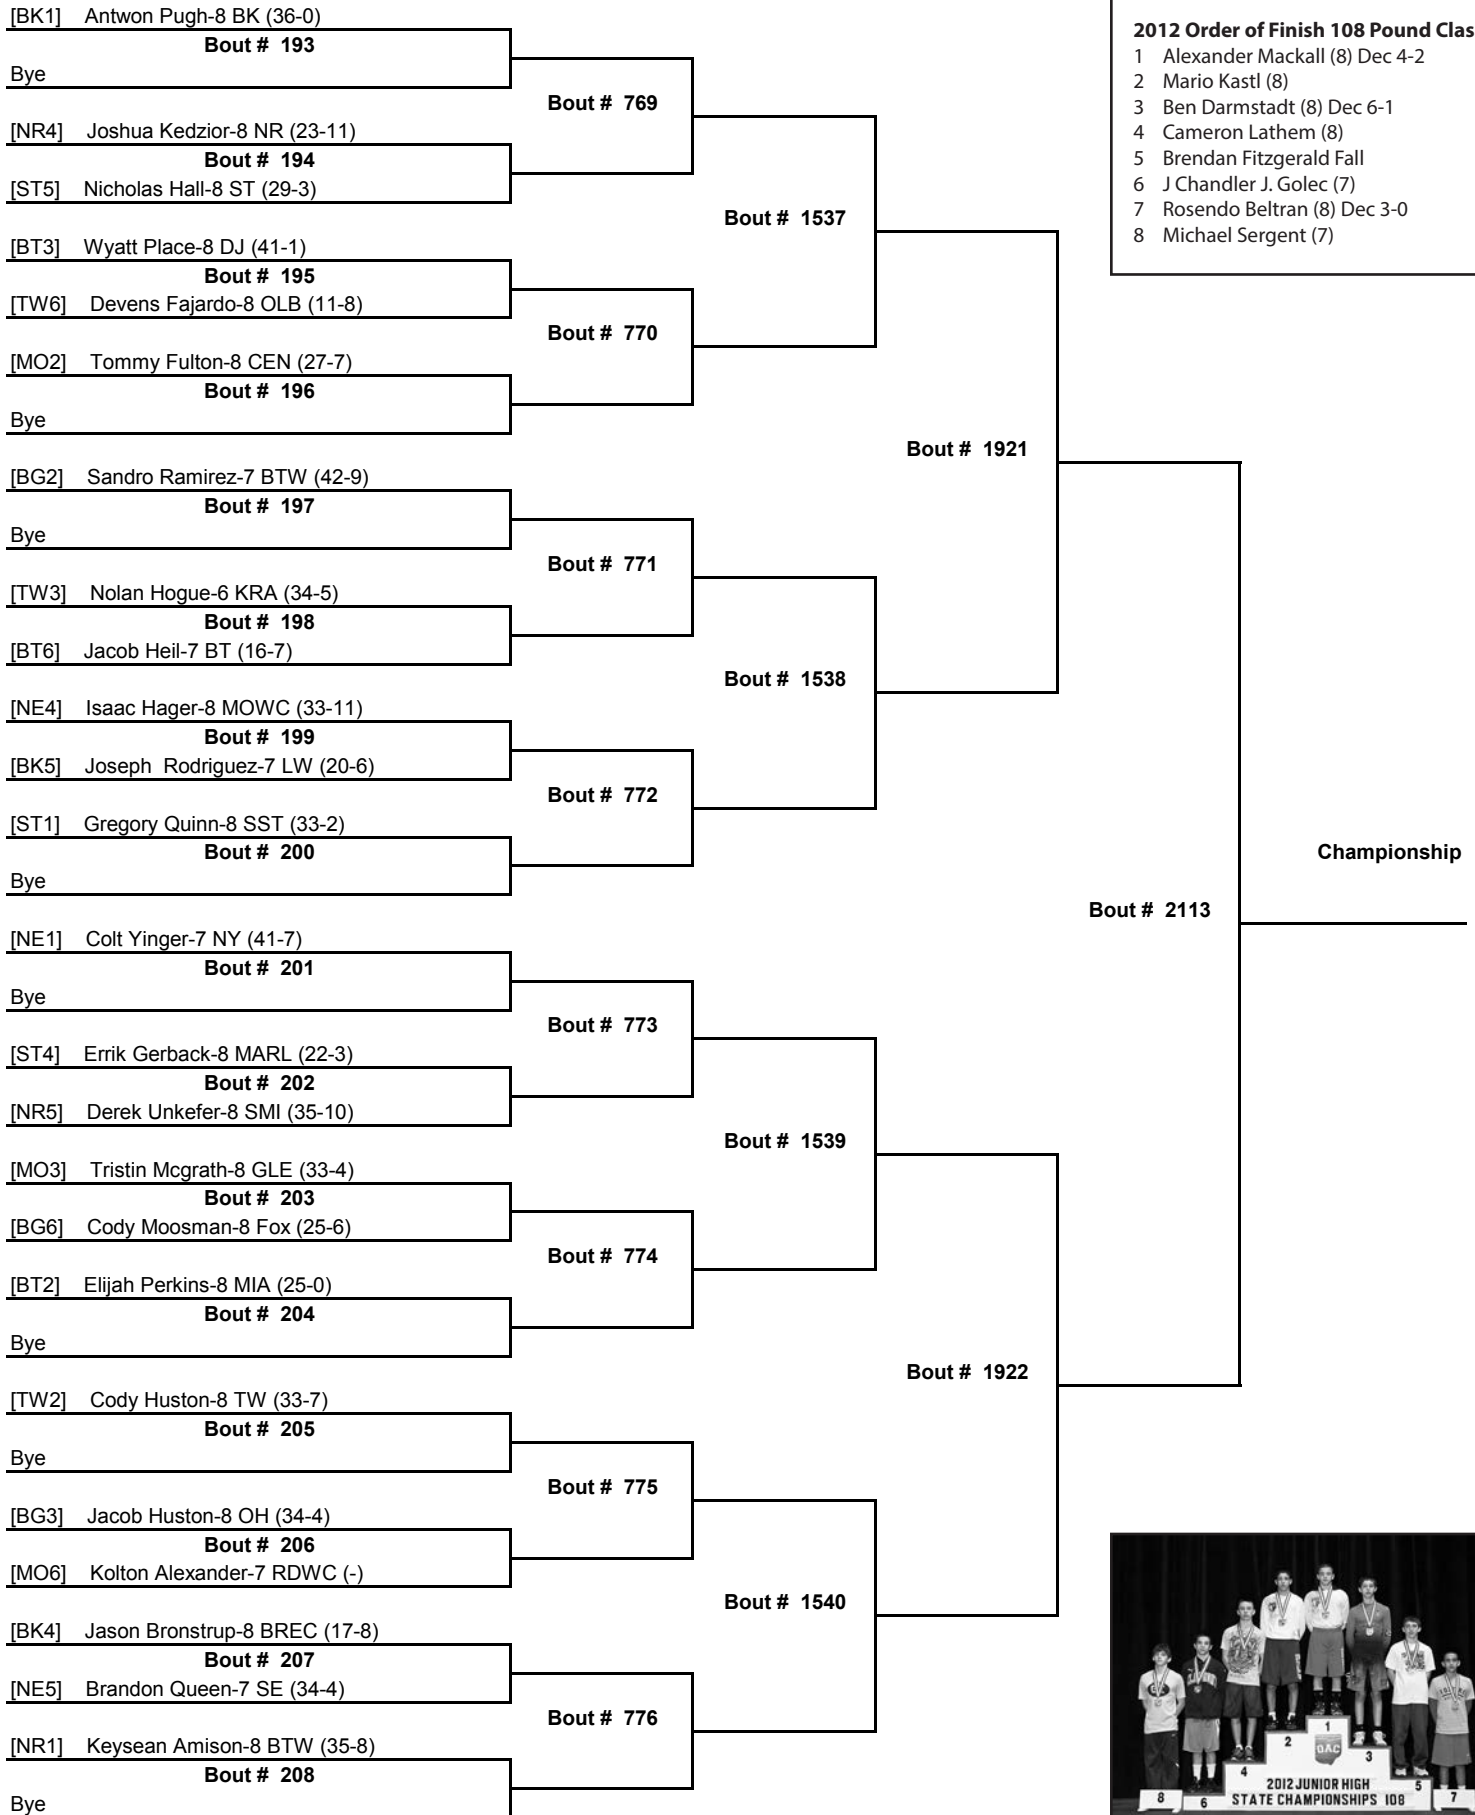 [BK1] Antwon Pugh-8 BK (36-0)
Bout # 193
Bye
Bout # 769
[NR4] Joshua Kedzior-8 NR (23-11)
Bout # 194
[ST5] Nicholas Hall-8 ST (29-3)
Bout # 1537
[BT3] Wyatt Place-8 DJ (41-1)
Bout # 195
[TW6] Devens Fajardo-8 OLB (11-8)
Bout # 770
[MO2] Tommy Fulton-8 CEN (27-7)
Bout # 196
Bye
Bout # 1921
[BG2] Sandro Ramirez-7 BTW (42-9)
Bout # 197
Bye
Bout # 771
[TW3] Nolan Hogue-6 KRA (34-5)
Bout # 198
[BT6] Jacob Heil-7 BT (16-7)
Bout # 1538
[NE4] Isaac Hager-8 MOWC (33-11)
Bout # 199
[BK5] Joseph Rodriguez-7 LW (20-6)
Bout # 772
[ST1] Gregory Quinn-8 SST (33-2)
Bout # 200
Bye
Championship
Bout # 2113
[NE1] Colt Yinger-7 NY (41-7)
Bout # 201
Bye
Bout # 773
[ST4] Errik Gerback-8 MARL (22-3)
Bout # 202
[NR5] Derek Unkefer-8 SMI (35-10)
Bout # 1539
[MO3] Tristin Mcgrath-8 GLE (33-4)
Bout # 203
[BG6] Cody Moosman-8 Fox (25-6)
Bout # 774
[BT2] Elijah Perkins-8 MIA (25-0)
Bout # 204
Bye
Bout # 1922
[TW2] Cody Huston-8 TW (33-7)
Bout # 205
Bye
Bout # 775
[BG3] Jacob Huston-8 OH (34-4)
Bout # 206
[MO6] Kolton Alexander-7 RDWC (-)
Bout # 1540
[BK4] Jason Bronstrup-8 BREC (17-8)
Bout # 207
[NE5] Brandon Queen-7 SE (34-4)
Bout # 776
[NR1] Keysean Amison-8 BTW (35-8)
Bout # 208
Bye
2012 Order of Finish 108 Pound Clas
1 Alexander Mackall (8) Dec 4-2
2 Mario Kastl (8)
3 Ben Darmstadt (8) Dec 6-1
4 Cameron Lathem (8)
5 Brendan Fitzgerald Fall
6 J Chandler J. Golec (7)
7 Rosendo Beltran (8) Dec 3-0
8 Michael Sergent (7)
1
2
OAC
3
4
5
2012 JUNIOR HIGH
STATE CHAMPIONSHIPS 108
8
6
7